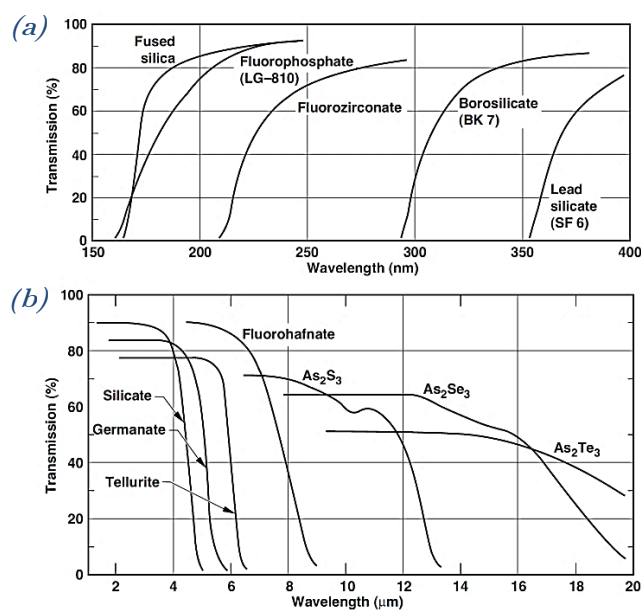 (a)
100
80
60
40
20
0
Transmission (%)
Fused
silica
Fluorophosphate
(LG–810)
Fluorozirconate
Borosilicate
(BK 7)
Lead
silicate
(SF 6)
150 200 250 300 350 400
Wavelength (nm)
(b)
100
80
60
40
20
0
Transmission (%)
Fluorohafnate
As₂S₃
As₂Se₃
Silicate
Germanate
As₂Te₃
Tellurite
2 4 6 8 10 12 14 16 18 20
Wavelength (μm)